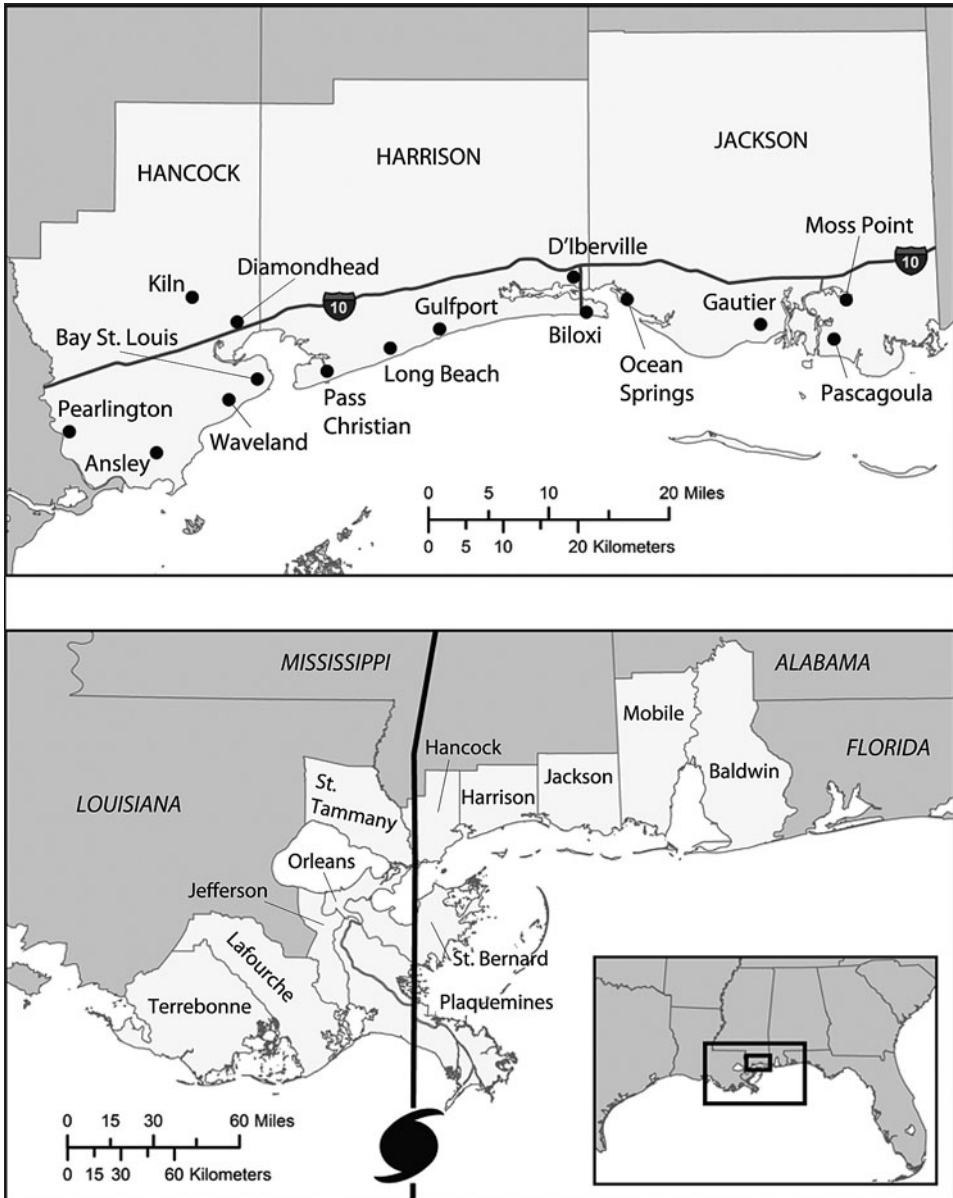 HANCOCK
HARRISON
JACKSON
Kiln
Diamondhead
10
Gulfport
D'Iberville
Moss Point
10
Gautier
Bay St. Louis
Biloxi
Ocean
Springs
Long Beach
Pass
Christian
Pascagoula
Pearlington
Waveland
Ansley
0 5 10 20 Miles
0 5 10 20 Kilometers
MISSISSIPPI
ALABAMA
Mobile
Hancock
Baldwin
FLORIDA
Jackson
Harrison
LOUISIANA
St.
Tammany
Orleans
Jefferson
Lafourche
St. Bernard
Terrebonne
Plaquemines
0 15 30 60 Miles
0 15 30 60 Kilometers